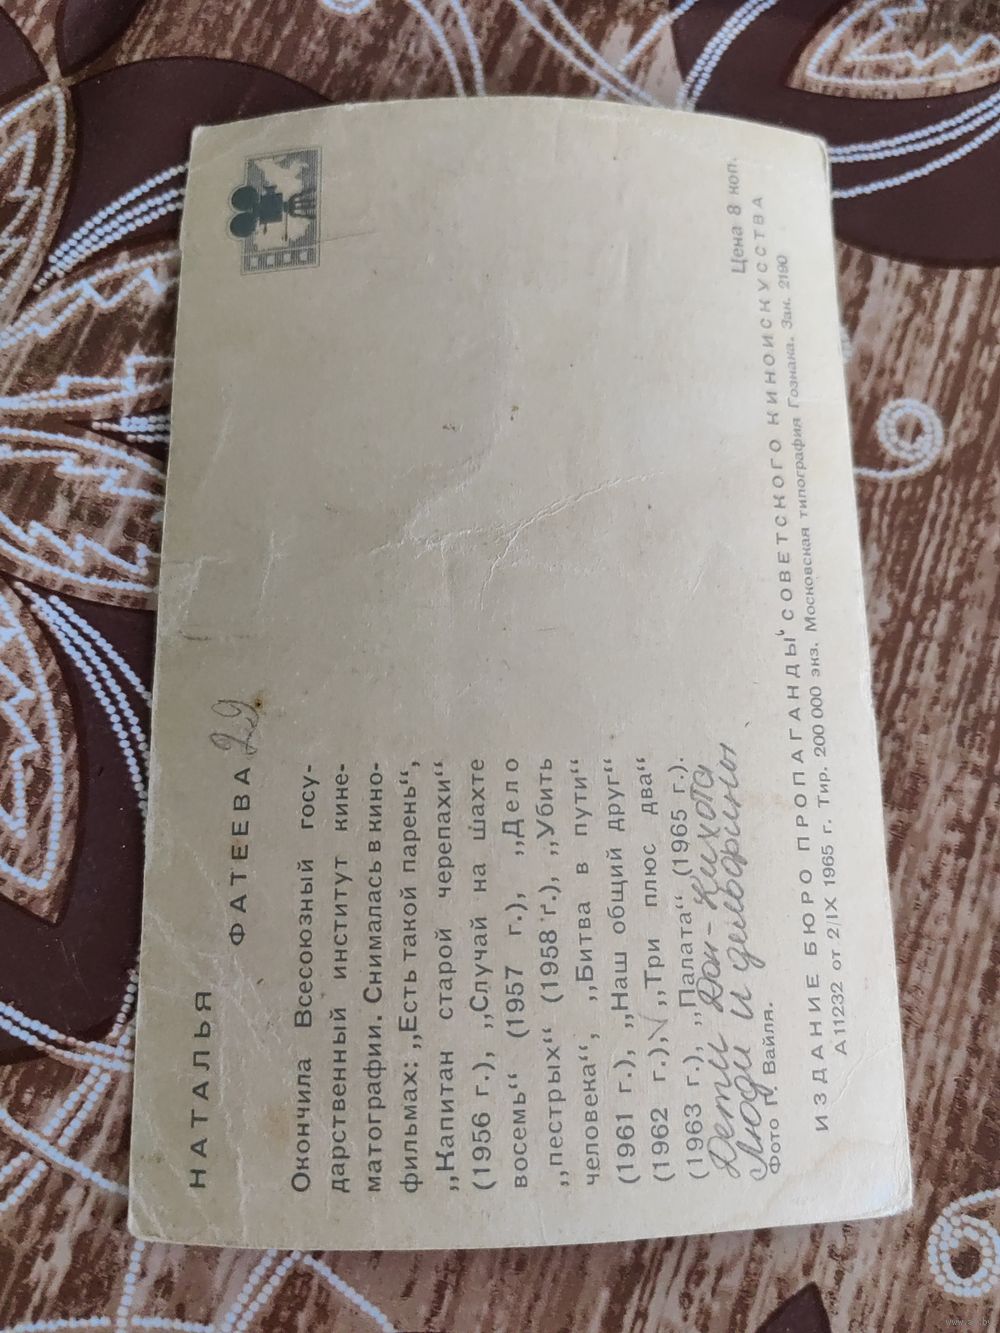 НАТАЛЬЯ
ФАТЕЕВА 29
Окончила Всесоюзный госу-
дарственный институт кине-
матографии. Снималась в кино-
фильмах: ,,Есть такой парень“,
,,Капитан старой черепахи“
(1956 г.), ,,Случай на шахте
восемь“ (1957 г.), ,,Дело
,,пестрых“ (1958 г.), ,,Убить
человека“, ,,Битва в пути“
(1961 г.), ,,Наш общий друг“
(1962 г.), V ,,Три плюс два“
(1963 г.), ,,Палата“ (1965 г.).
Дети Дон-Кихота
Люди и дельфины
Фото Г. Вайля.
Цена 8 коп.
ИЗДАНИЕ БЮРО ПРОПАГАНДЫ СОВЕТСКОГО КИНОИСКУССТВА
А11232 от 2/IX 1965 г. Тир. 200 000 экз. Московская типография Гознака. Зак. 2190